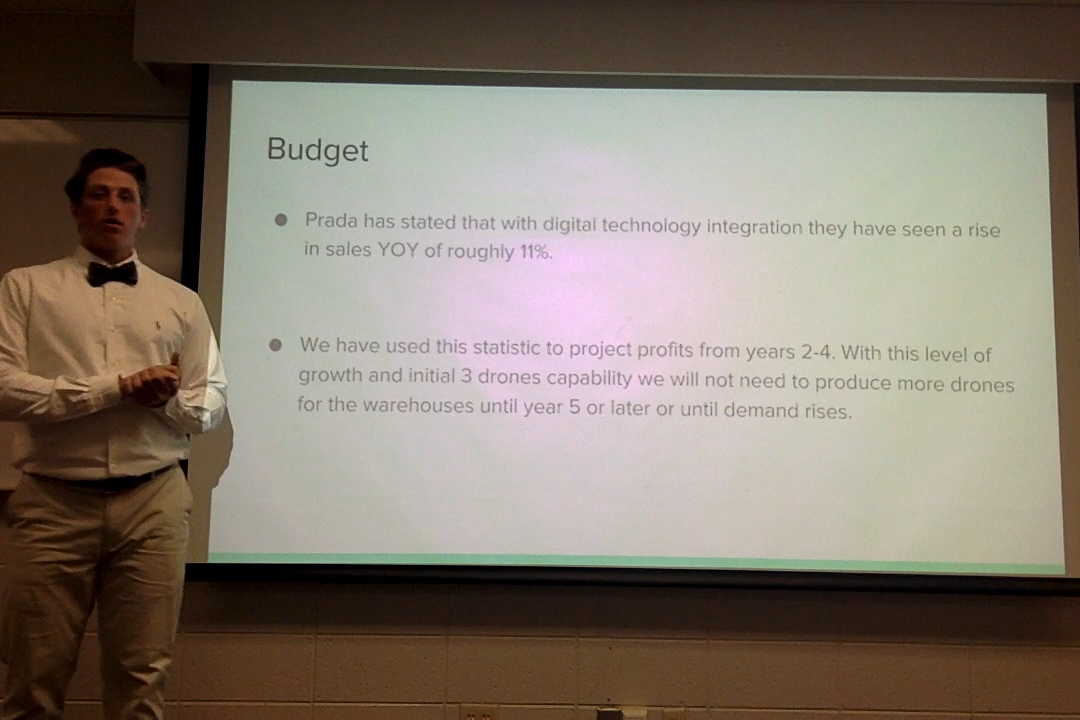 Budget
● Prada has stated that with digital technology integration they have seen a rise
in sales YOY of roughly 11%.
● We have used this statistic to project profits from years 2-4. With this level of
growth and initial 3 drones capability we will not need to produce more drones
for the warehouses until year 5 or later or until demand rises.